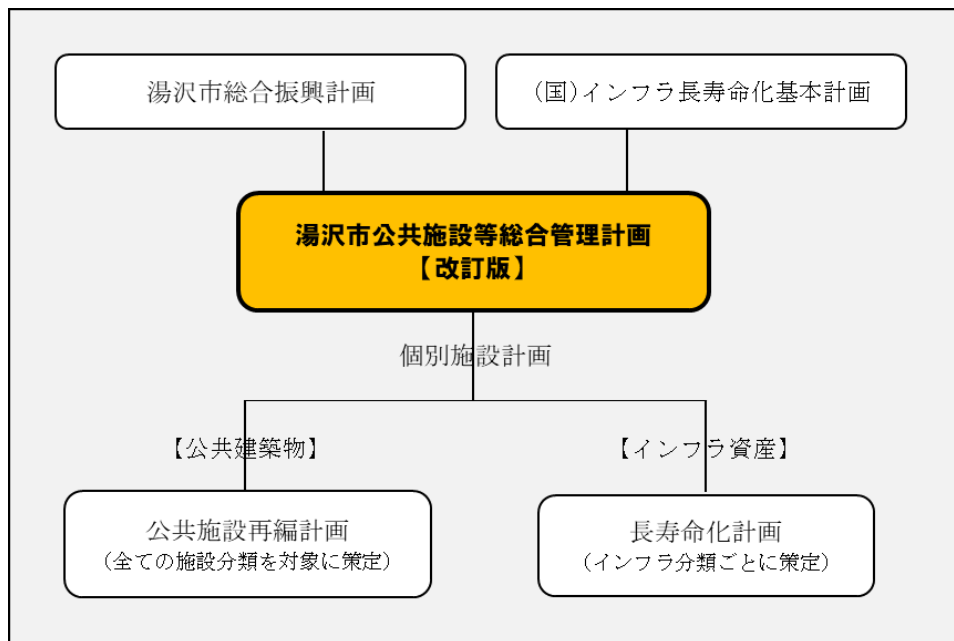 湯沢市総合振興計画
(国)インフラ長寿命化基本計画
湯沢市公共施設等総合管理計画
【改訂版】
個別施設計画
【公共建築物】
【インフラ資産】
公共施設再編計画
(全ての施設分類を対象に策定)
長寿命化計画
(インフラ分類ごとに策定)